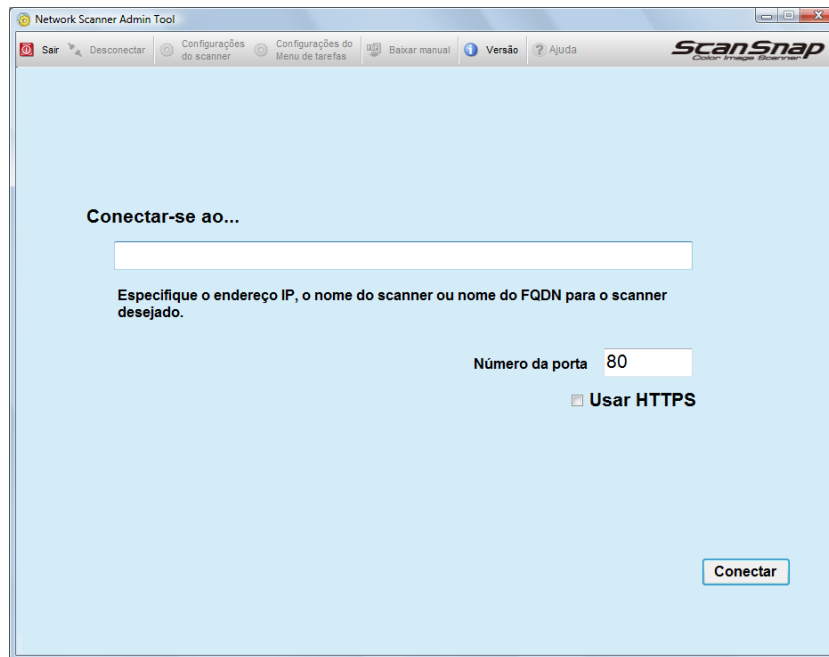 Network Scanner Admin Tool
Sair Desconectar Configurações do scanner Configurações do Menu de tarefas Baixar manual Versão Ajuda
ScanSnap
Color Image Scanner
Conectar-se ao...
Especifique o endereço IP, o nome do scanner ou nome do FQDN para o scanner
desejado.
Número da porta 80
Usar HTTPS
Conectar